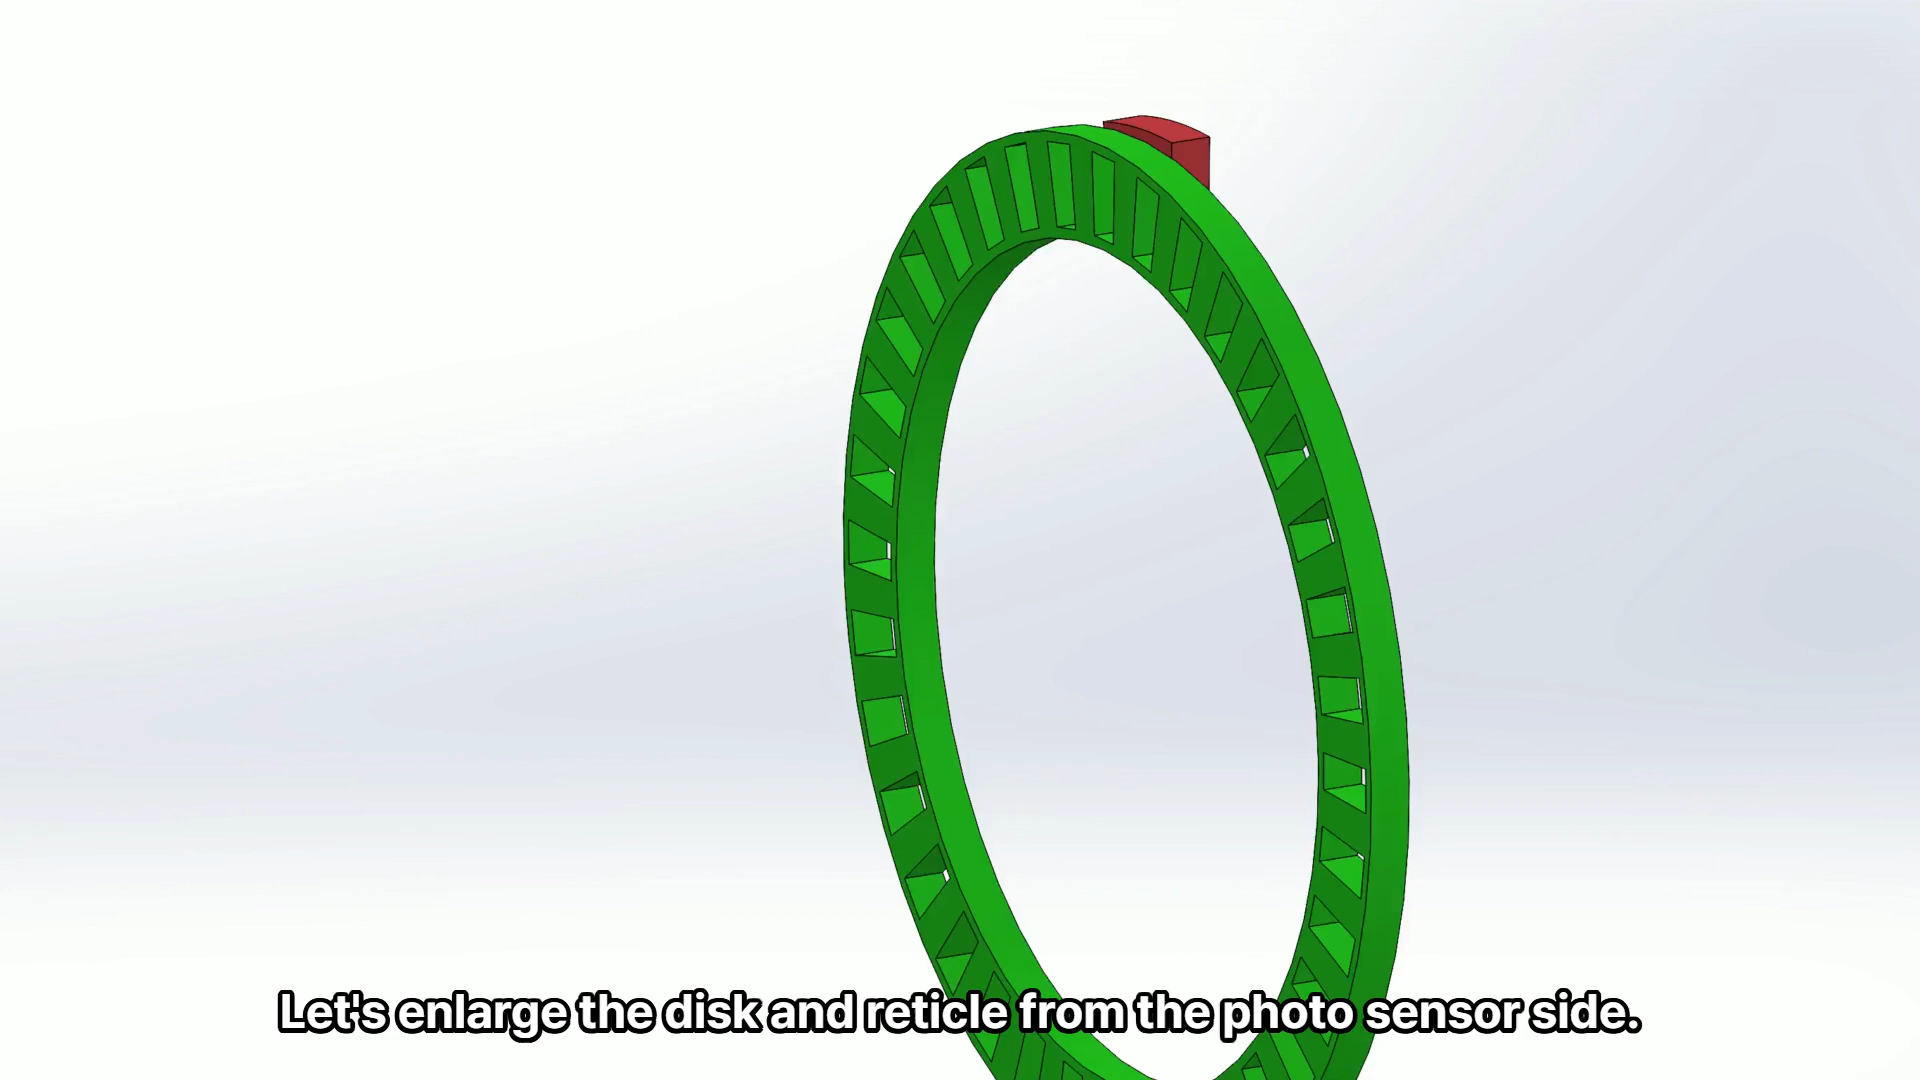 Let's enlarge the disk and reticle from the photo sensor side.